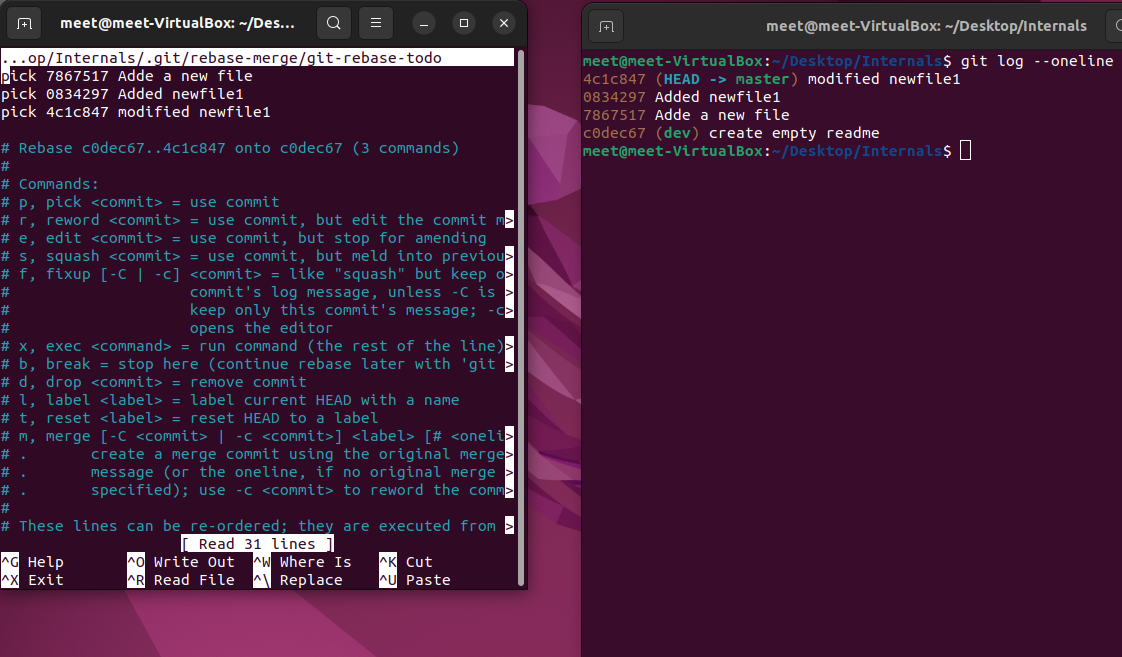 meet@meet-VirtualBox: ~/Des...
...op/Internals/.git/rebase-merge/git-rebase-todo
pick 7867517 Adde a new file
pick 0834297 Added newfile1
pick 4c1c847 modified newfile1
# Rebase c0dec67..4c1c847 onto c0dec67 (3 commands)
#
# Commands:
# p, pick <commit> = use commit
# r, reword <commit> = use commit, but edit the commit m>
# e, edit <commit> = use commit, but stop for amending
# s, squash <commit> = use commit, but meld into previou>
# f, fixup [-C | -c] <commit> = like "squash" but keep o>
#                    commit's log message, unless -C is >
#                    keep only this commit's message; -c>
#                    opens the editor
# x, exec <command> = run command (the rest of the line)>
# b, break = stop here (continue rebase later with 'git >
# d, drop <commit> = remove commit
# l, label <label> = label current HEAD with a name
# t, reset <label> = reset HEAD to a label
# m, merge [-C <commit> | -c <commit>] <label> [# <oneli>
# .       create a merge commit using the original merge>
# .       message (or the oneline, if no original merge >
# .       specified); use -c <commit> to reword the comm>
#
# These lines can be re-ordered; they are executed from >
[ Read 31 lines ]
^G Help ^O Write Out ^W Where Is ^K Cut
^X Exit ^R Read File ^\ Replace ^U Paste
meet@meet-VirtualBox: ~/Desktop/Internals
meet@meet-VirtualBox:~/Desktop/Internals$ git log --oneline
4c1c847 (HEAD -> master) modified newfile1
0834297 Added newfile1
7867517 Adde a new file
c0dec67 (dev) create empty readme
meet@meet-VirtualBox:~/Desktop/Internals$